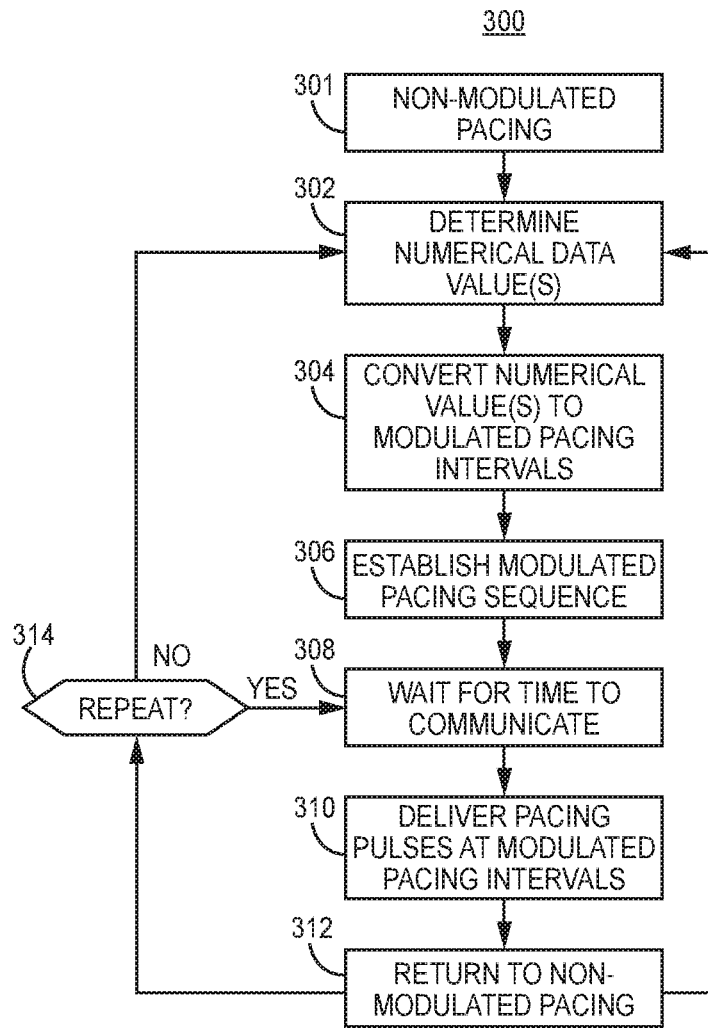 300
301
NON-MODULATED
PACING
302
DETERMINE
NUMERICAL DATA
VALUE(S)
304
CONVERT NUMERICAL
VALUE(S) TO
MODULATED PACING
INTERVALS
306
ESTABLISH MODULATED
PACING SEQUENCE
314
NO
REPEAT?
YES
308
WAIT FOR TIME TO
COMMUNICATE
310
DELIVER PACING
PULSES AT MODULATED
PACING INTERVALS
312
RETURN TO NON-
MODULATED PACING